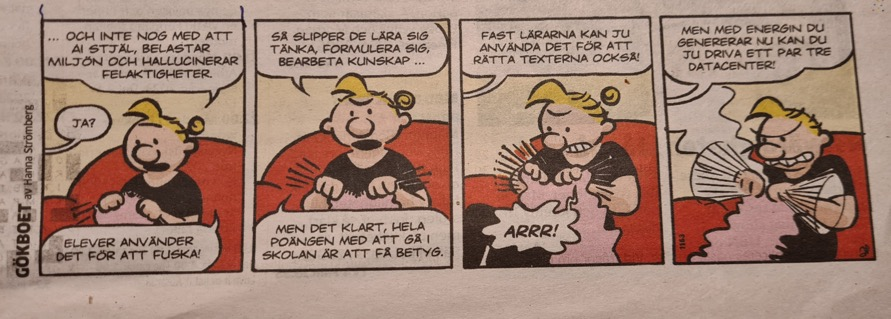 GÖKBOET av Hanna Strömberg
... OCH INTE NOG MED ATT
AI STJÄL, BELASTAR
MILJÖN OCH HALLUCINERAR
FELAKTIGHETER.
JA?
ELEVER ANVÄNDER
DET FÖR ATT FUSKA!
SÅ SLIPPER DE LÄRA SIG
TÄNKA, FORMULERA SIG,
BEARBETA KUNSKAP ...
MEN DET KLART, HELA
POÄNGEN MED ATT GÅ I
SKOLAN ÄR ATT FÅ BETYG.
FAST LÄRARNA KAN JU
ANVÄNDA DET FÖR ATT
RÄTTA TEXTERNA OCKSÅ!
ARRR!
MEN MED ENERGIN DU
GENERERAR NU KAN DU
JU DRIVA ETT PAR TRE
DATACENTER!
1163